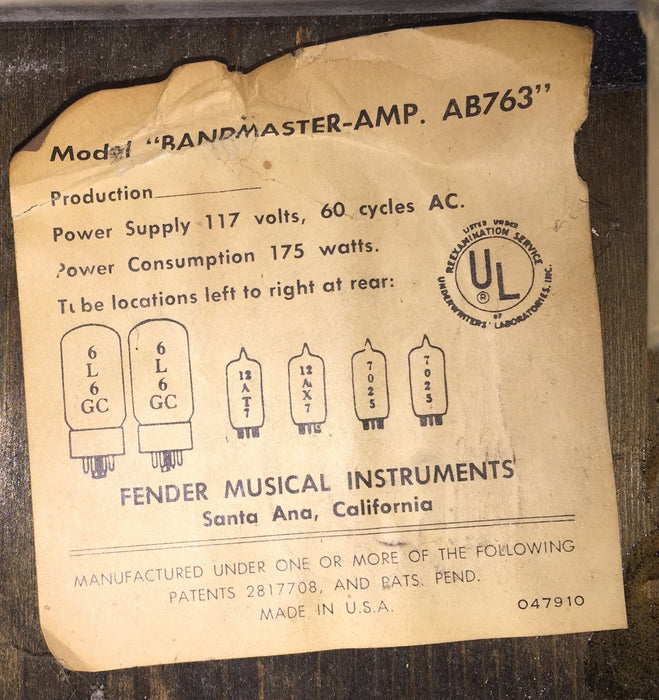 Model "BANDMASTER-AMP. AB763"
Production
Power Supply 117 volts, 60 cycles AC.
Power Consumption 175 watts.
Tube locations left to right at rear:
LISTED UNDER
REEXAMINATION SERVICE
UL
®
OF
UNDERWRITERS' LABORATORIES, INC.
6L6GC
6L6GC
12AT7
12AX7
7025
7025
FENDER MUSICAL INSTRUMENTS
Santa Ana, California
MANUFACTURED UNDER ONE OR MORE OF THE FOLLOWING
PATENTS 2817708, AND PATS. PEND.
MADE IN U.S.A.
047910